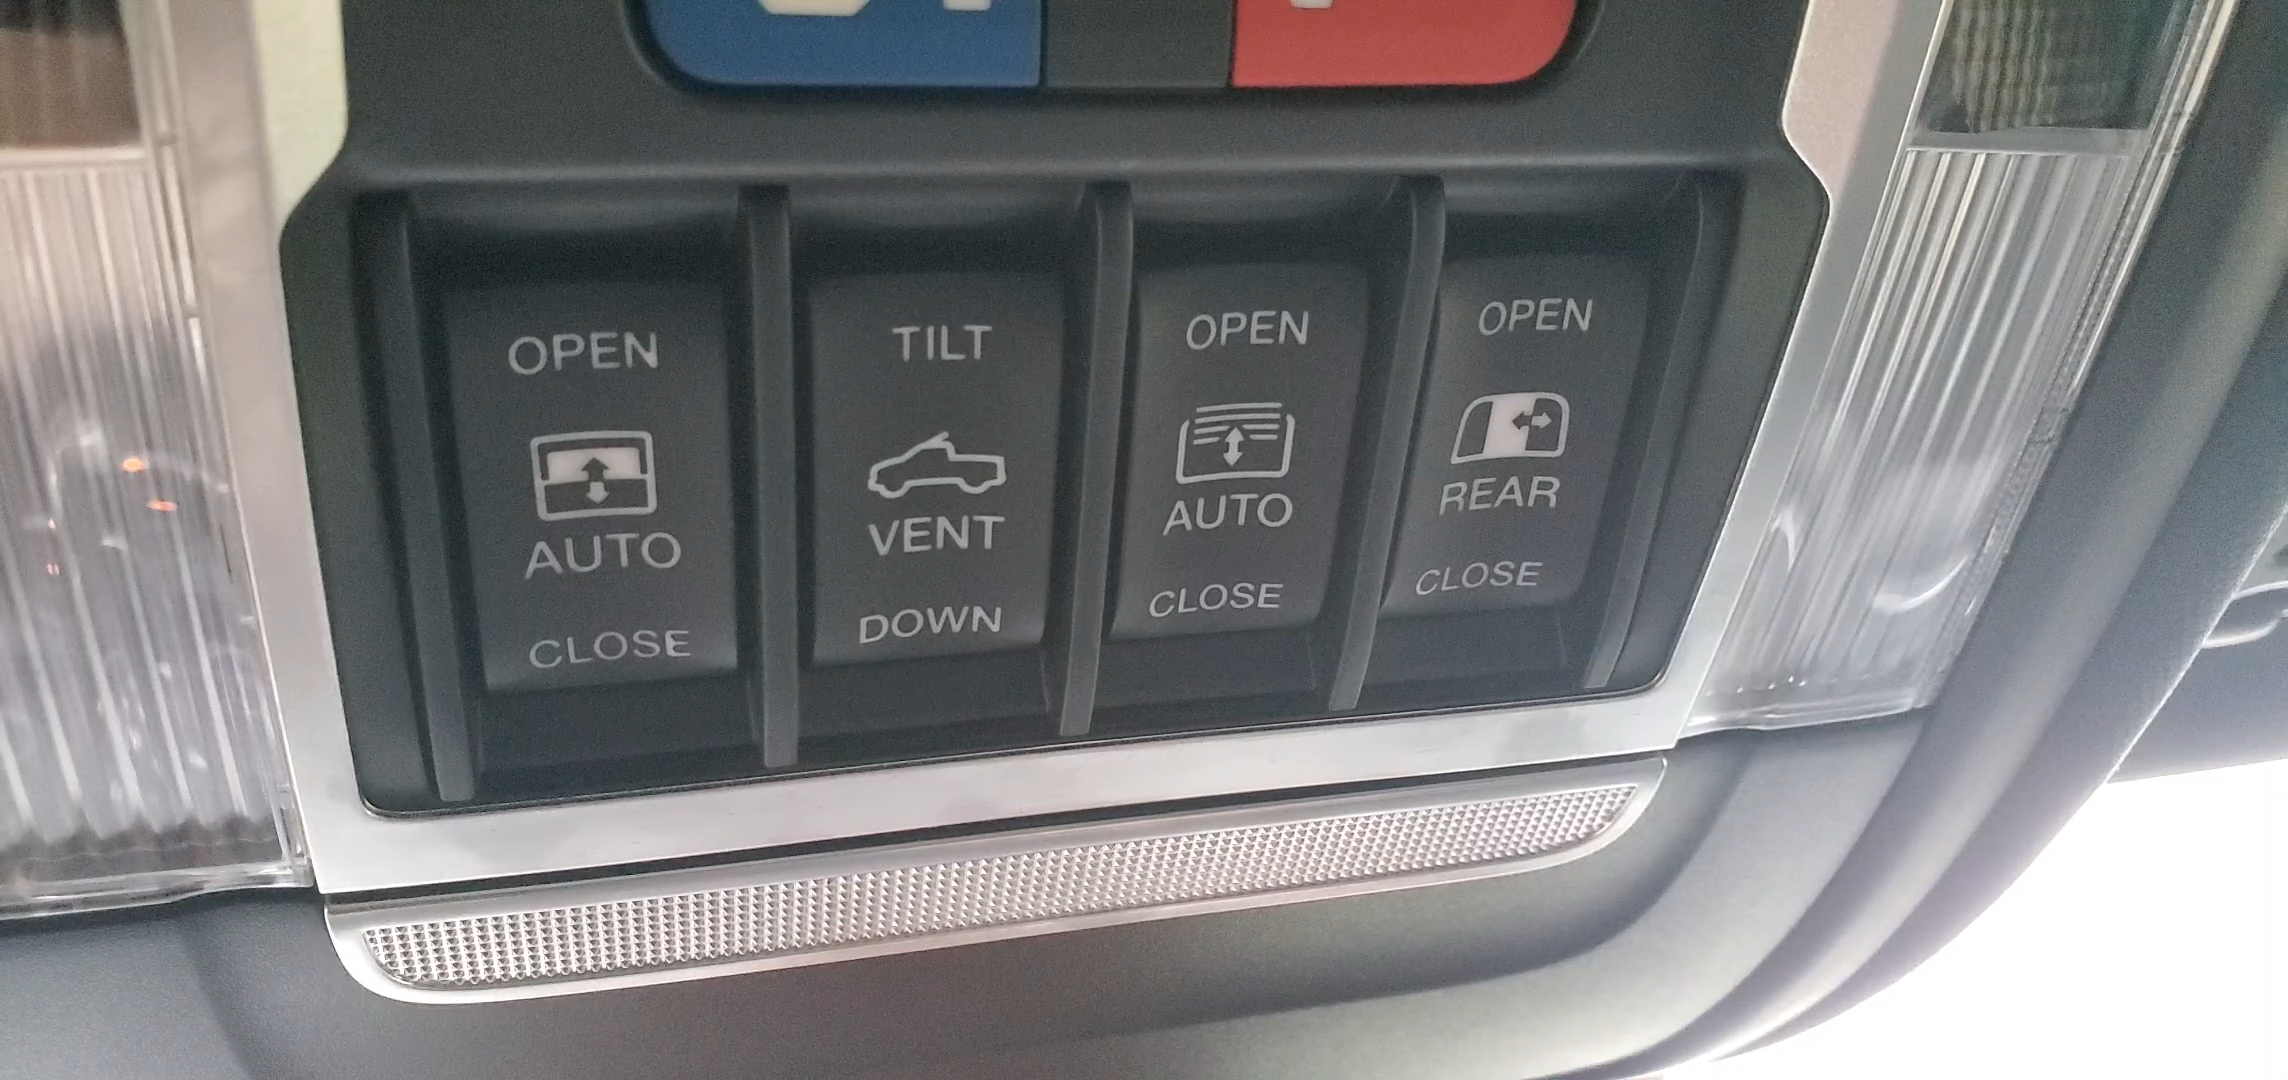 OPEN
AUTO
CLOSE
TILT
VENT
DOWN
OPEN
AUTO
CLOSE
OPEN
REAR
CLOSE